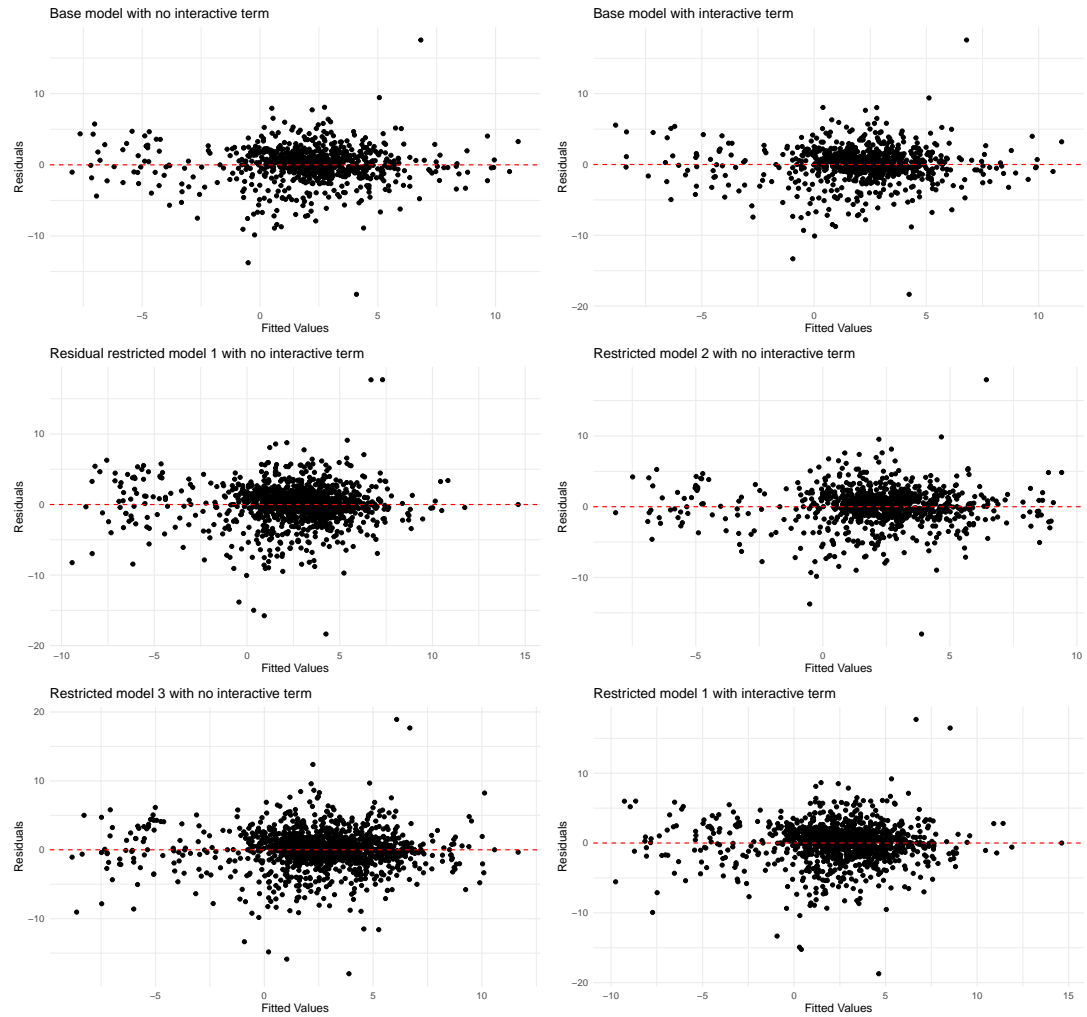 Base model with no interactive term
Residuals
10
0
−10
−5
0
5
10
Fitted Values
Base model with interactive term
Residuals
10
0
−10
−20
−5
0
5
10
Fitted Values
Residual restricted model 1 with no interactive term
Residuals
10
0
−10
−20
−10
−5
0
5
10
15
Fitted Values
Restricted model 2 with no interactive term
Residuals
10
0
−10
−5
0
5
10
Fitted Values
Restricted model 3 with no interactive term
Residuals
20
10
0
−10
−5
0
5
10
Fitted Values
Restricted model 1 with interactive term
Residuals
10
0
−10
−20
−10
−5
0
5
10
15
Fitted Values